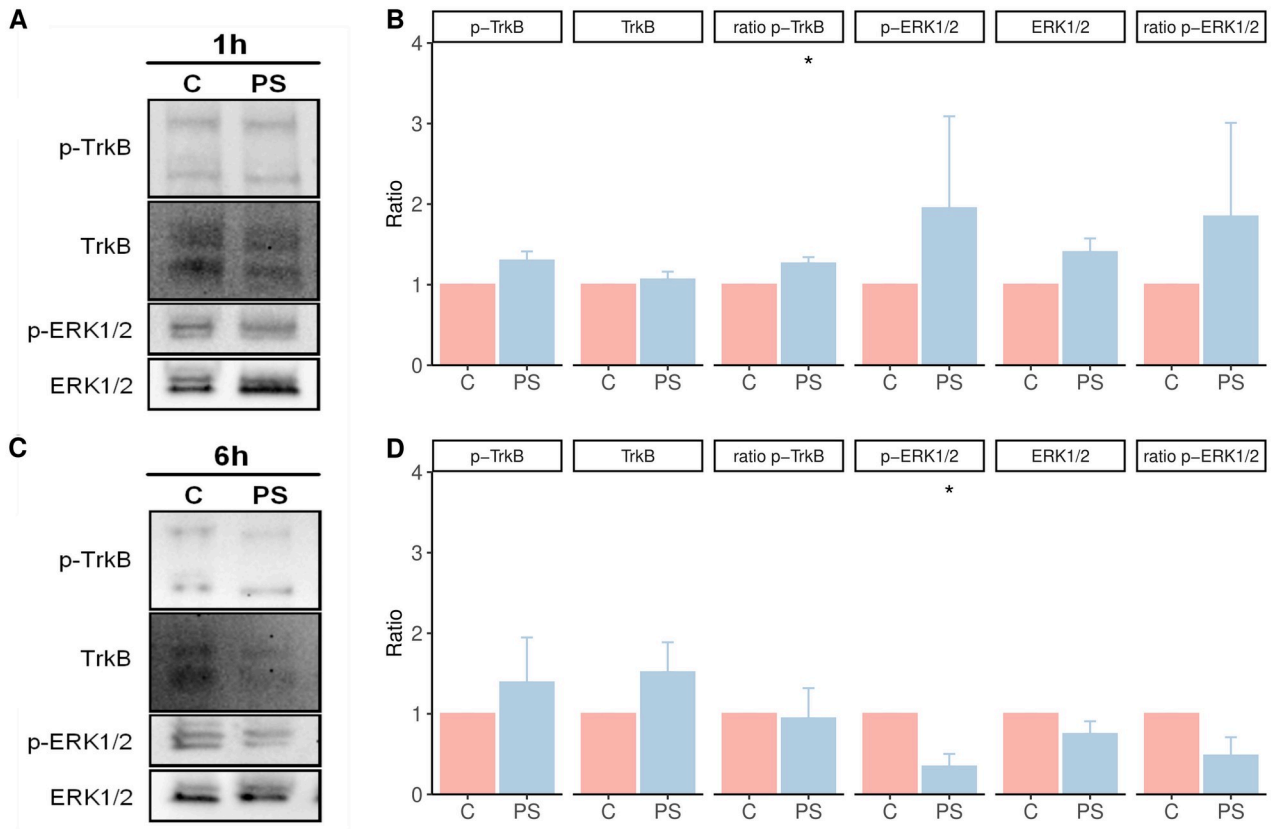 A
1h
C PS
p-TrkB
TrkB
p-ERK1/2
ERK1/2
B
p−TrkB TrkB ratio p−TrkB p−ERK1/2 ERK1/2 ratio p−ERK1/2
4
*
3
2
1
0
Ratio
C PS C PS C PS C PS C PS C PS
C
6h
C PS
p-TrkB
TrkB
p-ERK1/2
ERK1/2
D
p−TrkB TrkB ratio p−TrkB p−ERK1/2 ERK1/2 ratio p−ERK1/2
4
*
3
2
1
0
Ratio
C PS C PS C PS C PS C PS C PS